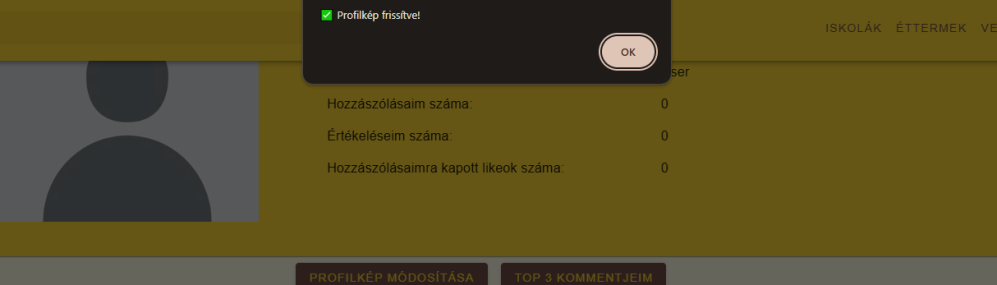 ✅ Profilkép frissítve!
OK
ISKOLÁK ÉTTERMEK VE
ser
Hozzászólásaim száma: 0
Értékeléseim száma: 0
Hozzászólásaimra kapott likeok száma: 0
PROFILKÉP MÓDOSÍTÁSA TOP 3 KOMMENTJEIM